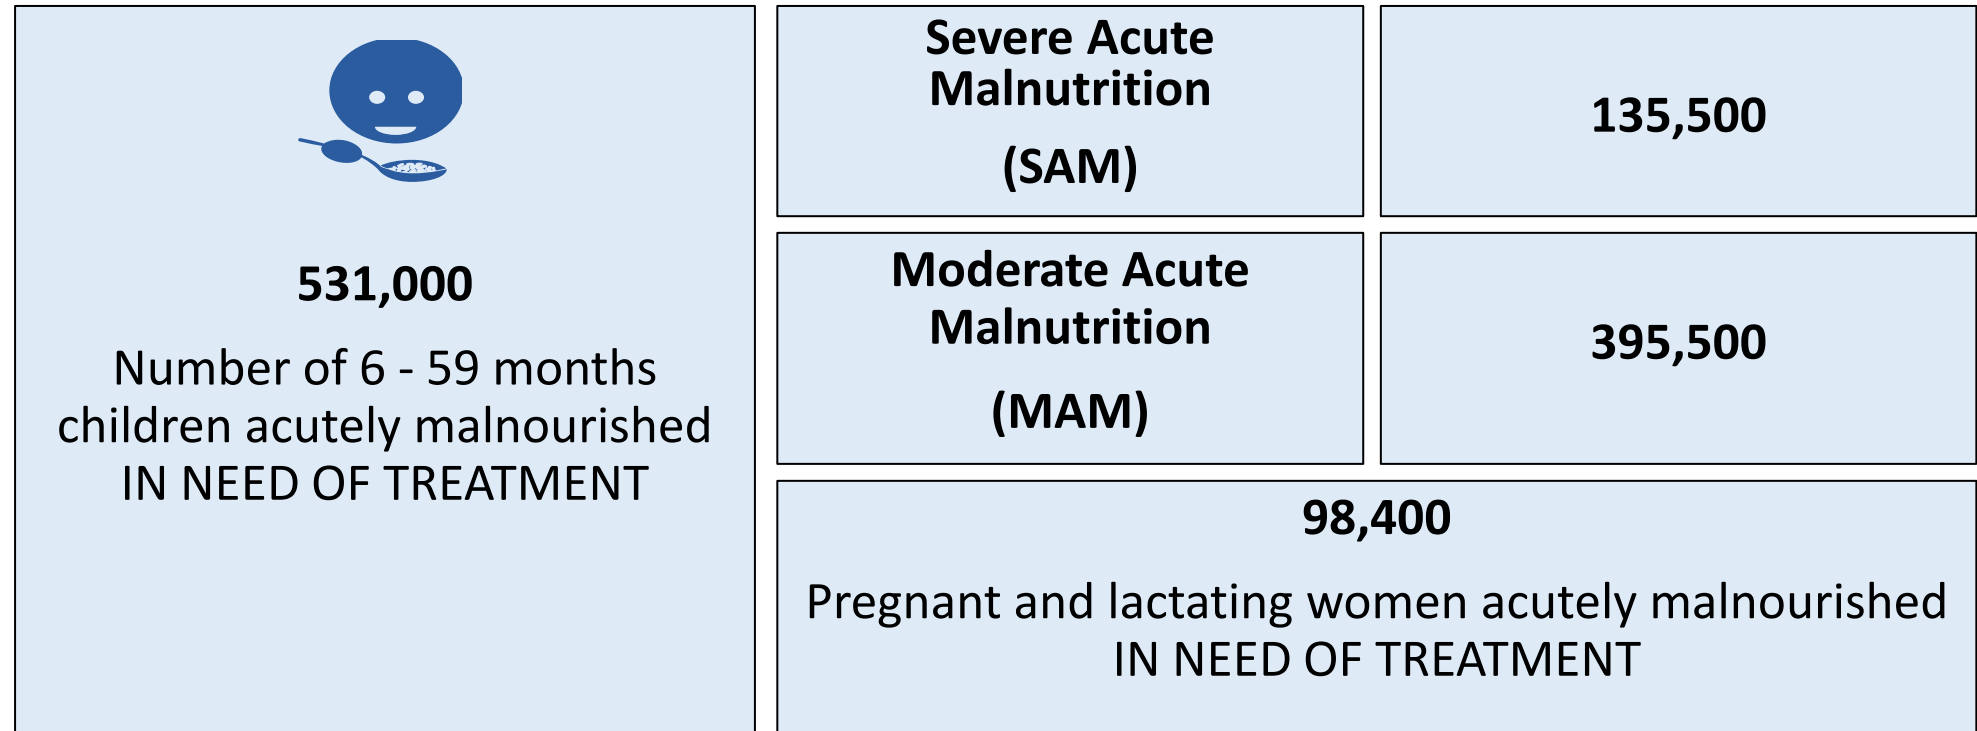 531,000
Number of 6 - 59 months
children acutely malnourished
IN NEED OF TREATMENT
Severe Acute
Malnutrition
(SAM)
135,500
Moderate Acute
Malnutrition
(MAM)
395,500
98,400
Pregnant and lactating women acutely malnourished
IN NEED OF TREATMENT